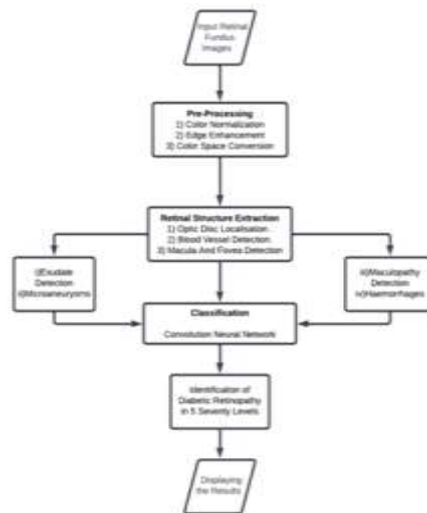 Input Retinal
Fundus
Images
Pre-Processing
1) Color Normalization
2) Edge Enhancement
3) Color Space Conversion
Retinal Structure Extraction
1) Optic Disc Localisation
2) Blood Vessel Detection
3) Macula And Fovea Detection
i)Exudate
Detection
ii)Microaneurysms
iii)Maculopathy
Detection
iv)Haemorrhages
Classification
Convolution Neural Network
Identification of
Diabetic Retinopathy
in 5 Severity Levels
Displaying
the Results